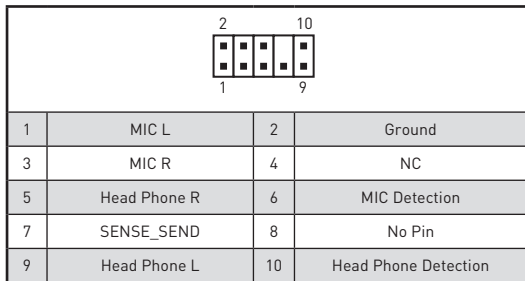 2 10
1 9
1 MIC L 2 Ground
3 MIC R 4 NC
5 Head Phone R 6 MIC Detection
7 SENSE_SEND 8 No Pin
9 Head Phone L 10 Head Phone Detection